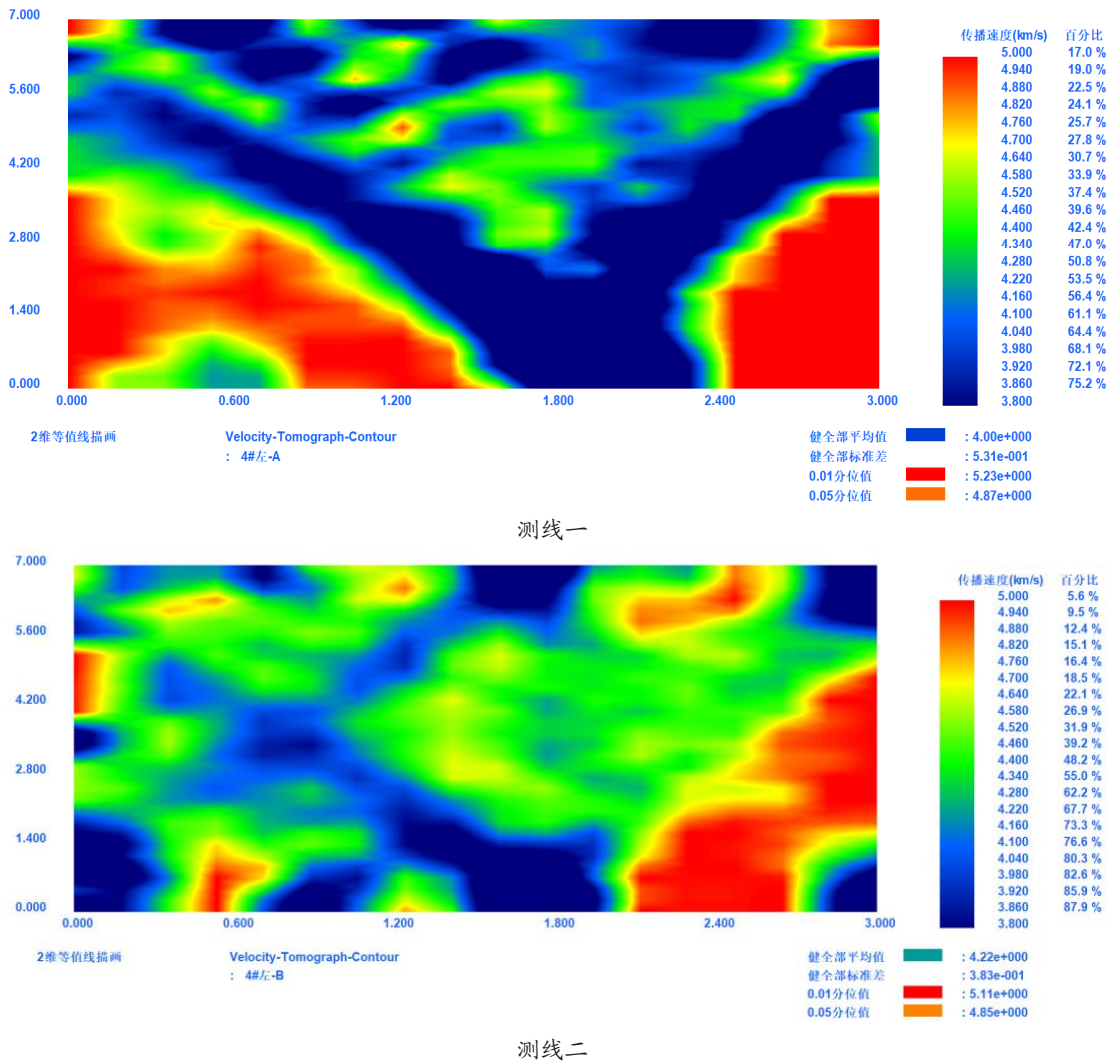 7.000
5.600
4.200
2.800
1.400
0.000
0.000 0.600 1.200 1.800 2.400 3.000
传播速度(km/s) 百分比
5.000 17.0 %
4.940 19.0 %
4.880 22.5 %
4.820 24.1 %
4.760 25.7 %
4.700 27.8 %
4.640 30.7 %
4.580 33.9 %
4.520 37.4 %
4.460 39.6 %
4.400 42.4 %
4.340 47.0 %
4.280 50.8 %
4.220 53.5 %
4.160 56.4 %
4.100 61.1 %
4.040 64.4 %
3.980 68.1 %
3.920 72.1 %
3.860 75.2 %
3.800
2维等值线描画 Velocity-Tomograph-Contour
: 4#左-A
健全部平均值 : 4.00e+000
健全部标准差 : 5.31e-001
0.01分位值 : 5.23e+000
0.05分位值 : 4.87e+000
测线一
7.000
5.600
4.200
2.800
1.400
0.000
0.000 0.600 1.200 1.800 2.400 3.000
传播速度(km/s) 百分比
5.000 5.6 %
4.940 9.5 %
4.880 12.4 %
4.820 15.1 %
4.760 16.4 %
4.700 18.5 %
4.640 22.1 %
4.580 26.9 %
4.520 31.9 %
4.460 39.2 %
4.400 48.2 %
4.340 55.0 %
4.280 62.2 %
4.220 67.7 %
4.160 73.3 %
4.100 76.6 %
4.040 80.3 %
3.980 82.6 %
3.920 85.9 %
3.860 87.9 %
3.800
2维等值线描画 Velocity-Tomograph-Contour
: 4#左-B
健全部平均值 : 4.22e+000
健全部标准差 : 3.83e-001
0.01分位值 : 5.11e+000
0.05分位值 : 4.85e+000
测线二